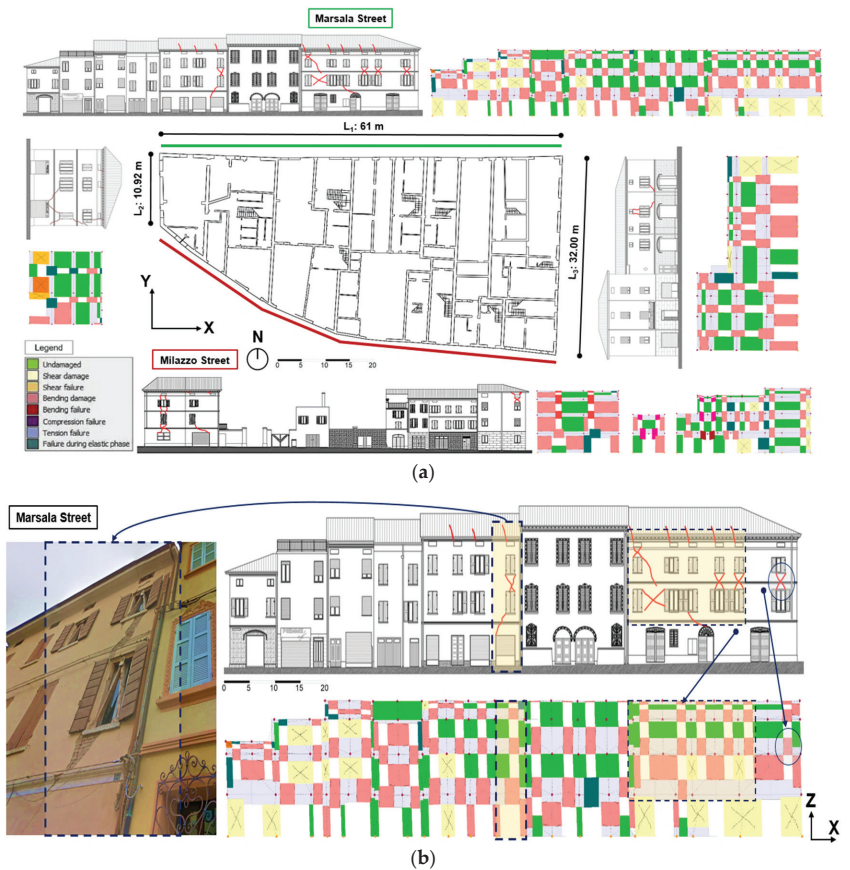 Marsala Street
L₁: 61 m
L₂: 10.92 m
L₃: 32.00 m
Y
X
N
0 5 10 15 20
Milazzo Street
Legend
Undamaged
Shear damage
Shear failure
Bending damage
Bending failure
Compression failure
Tension failure
Failure during elastic phase
(a)
Marsala Street
0 5 10 15 20
Z
X
(b)